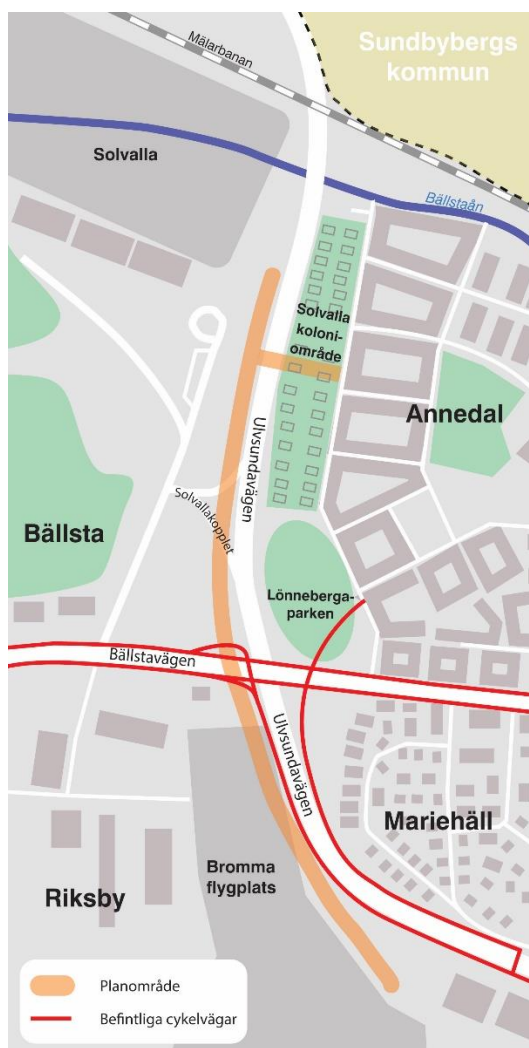 Sundbybergs
kommun
Mälarbanan
Solvalla
Bällstaån
Solvalla
koloni-
område
Annedal
Ulvsundavägen
Solvallakopplet
Bällsta
Lönneberga-
parken
Bällstavägen
Ulvsundavägen
Mariehäll
Bromma
flygplats
Riksby
Planområde
Befintliga cykelvägar